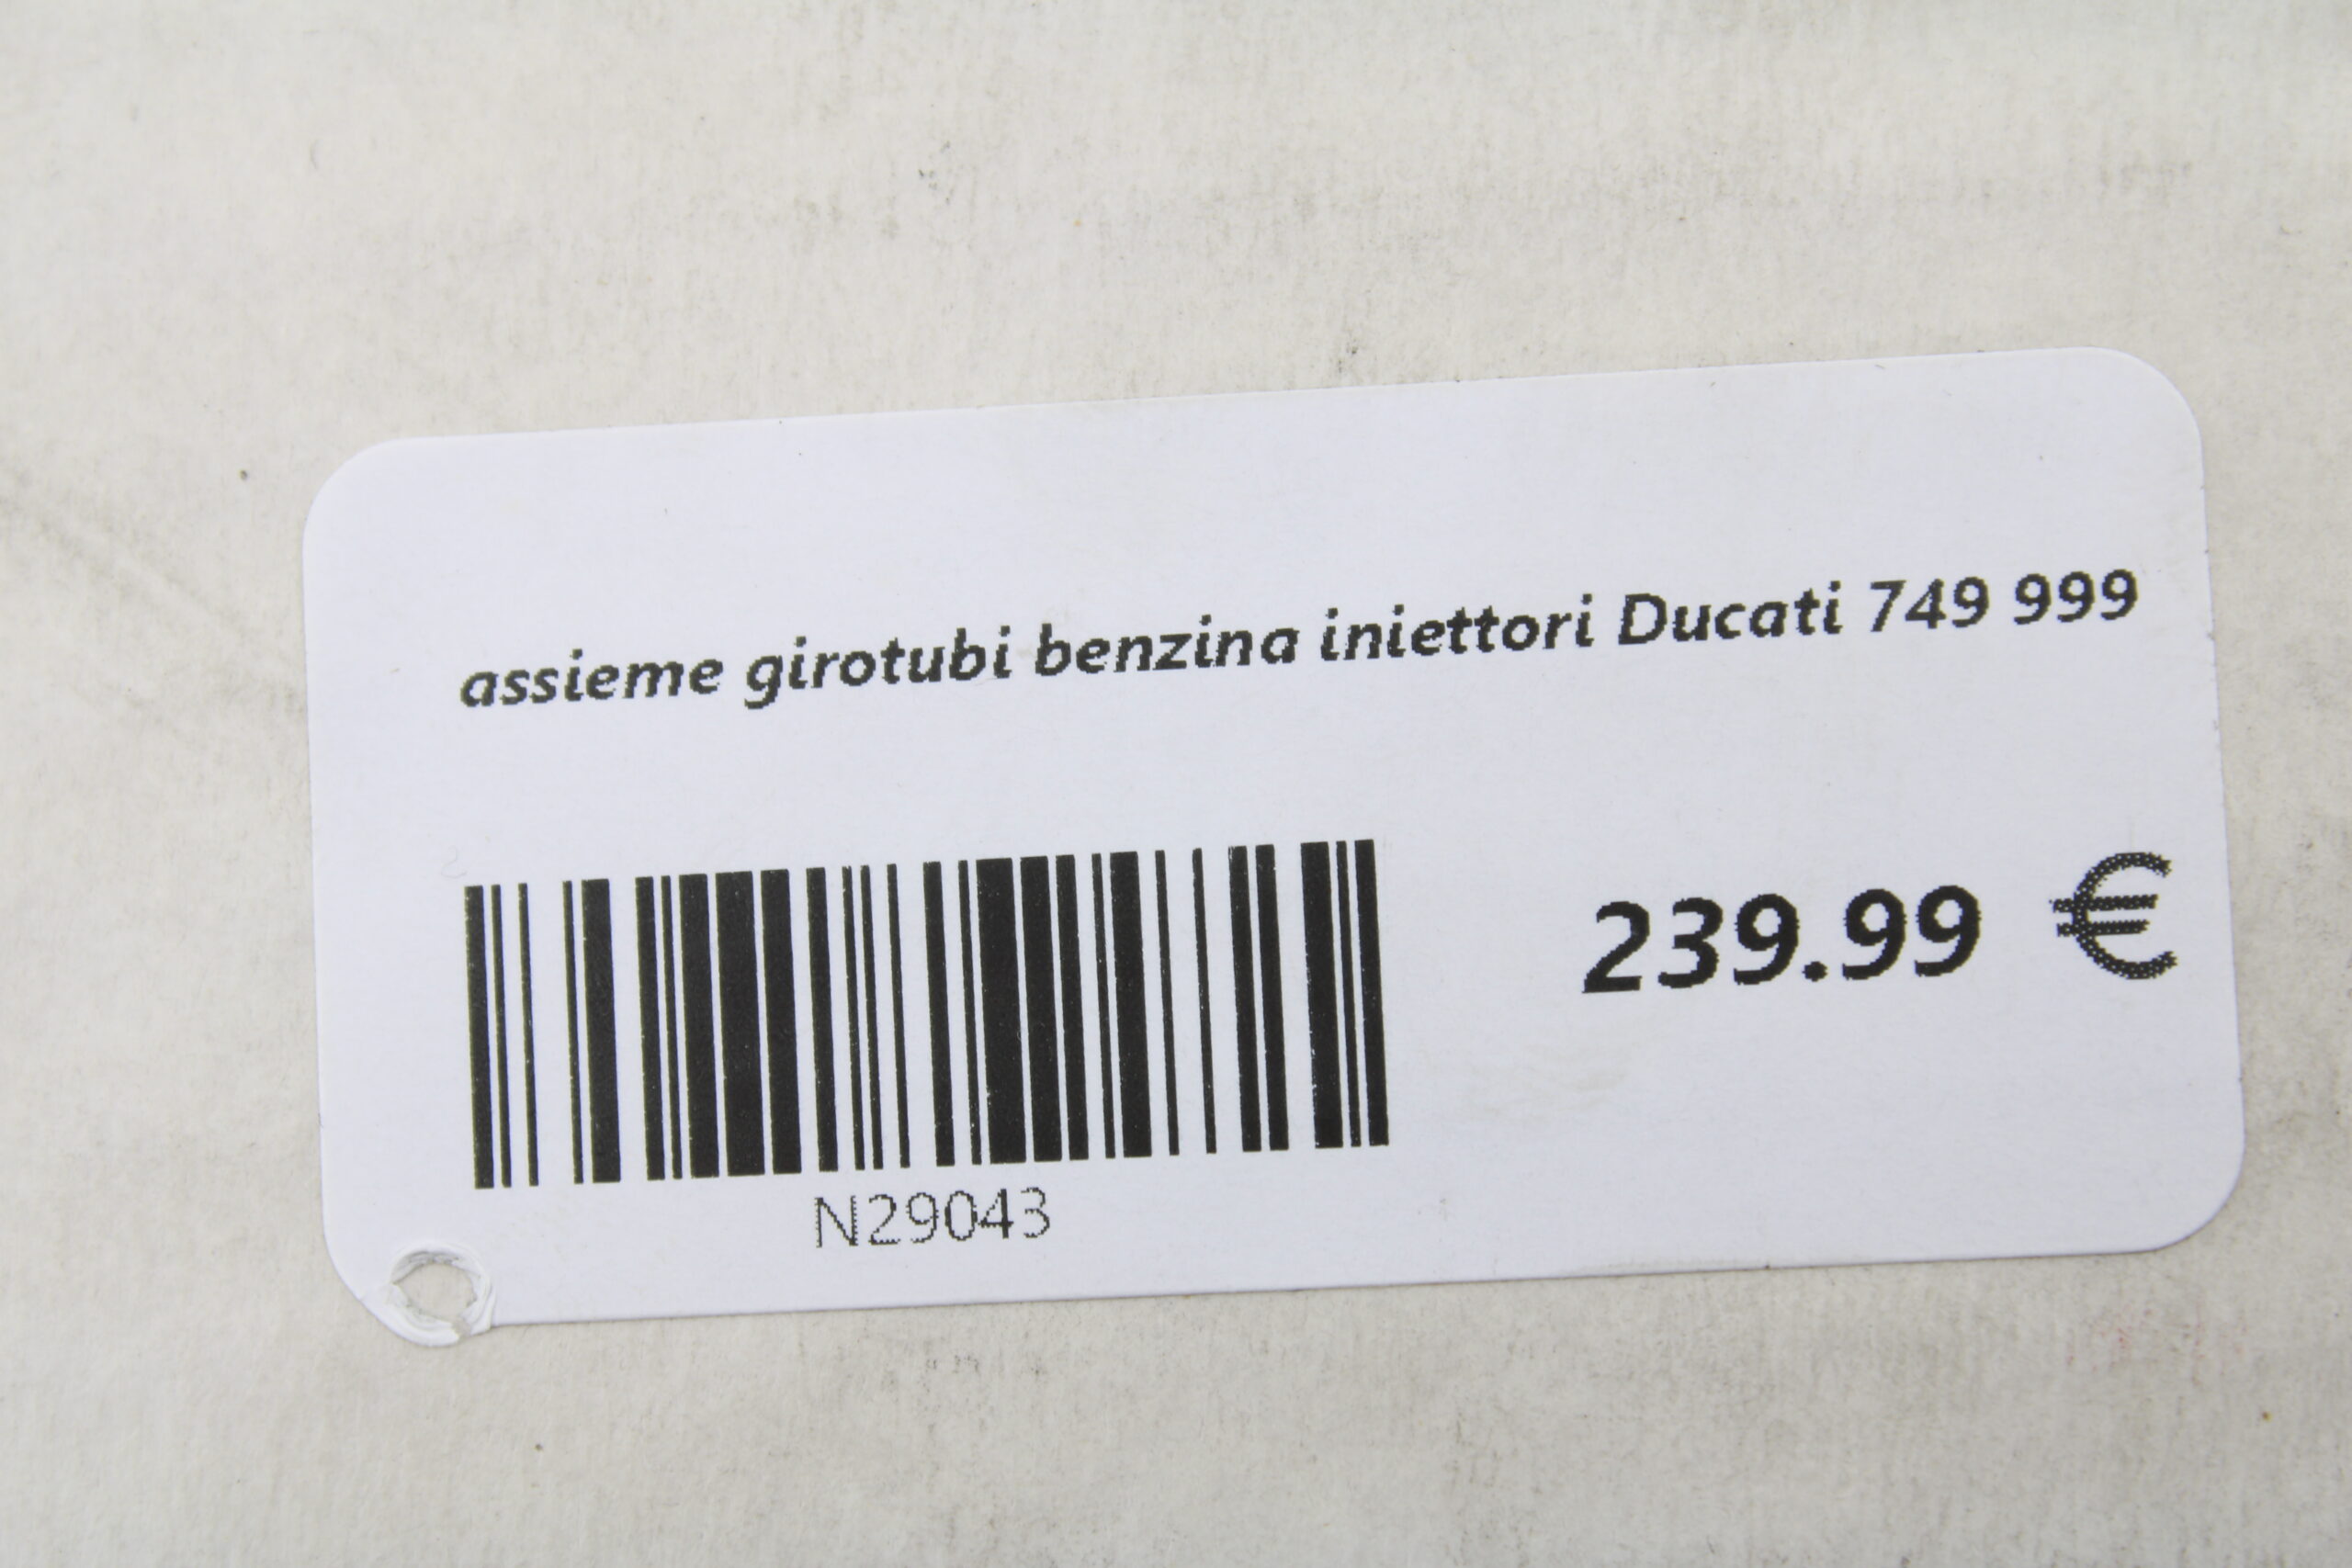 assieme girotubi benzina iniettori Ducati 749 999
239.99 €
N29043